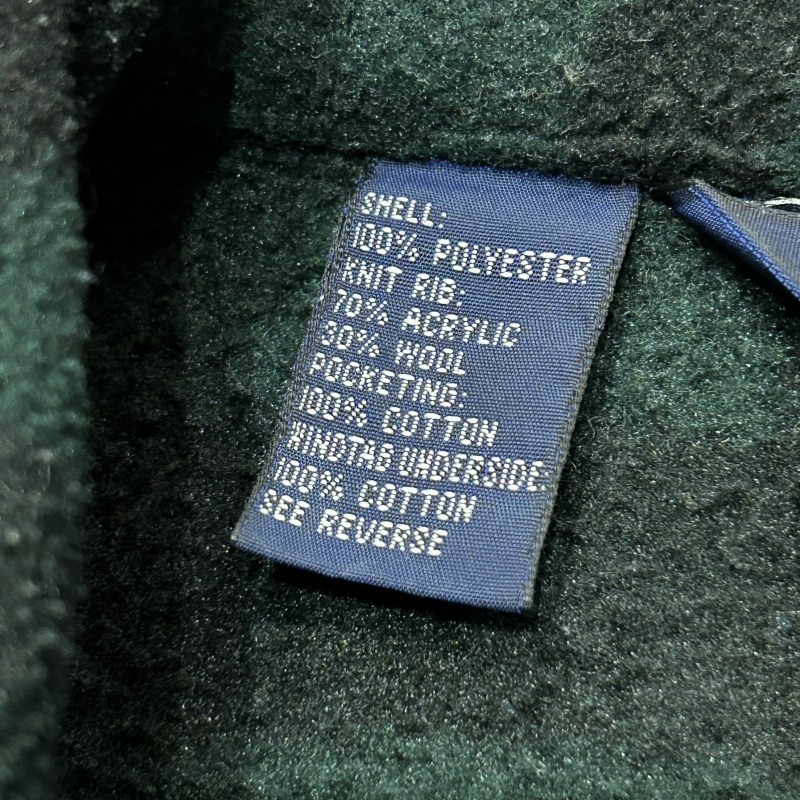 SHELL:
100% POLYESTER
KNIT RIB:
70% ACRYLIC
30% WOOL
POCKETING:
100% COTTON
WINDTAB UNDERSIDE:
100% COTTON
SEE REVERSE